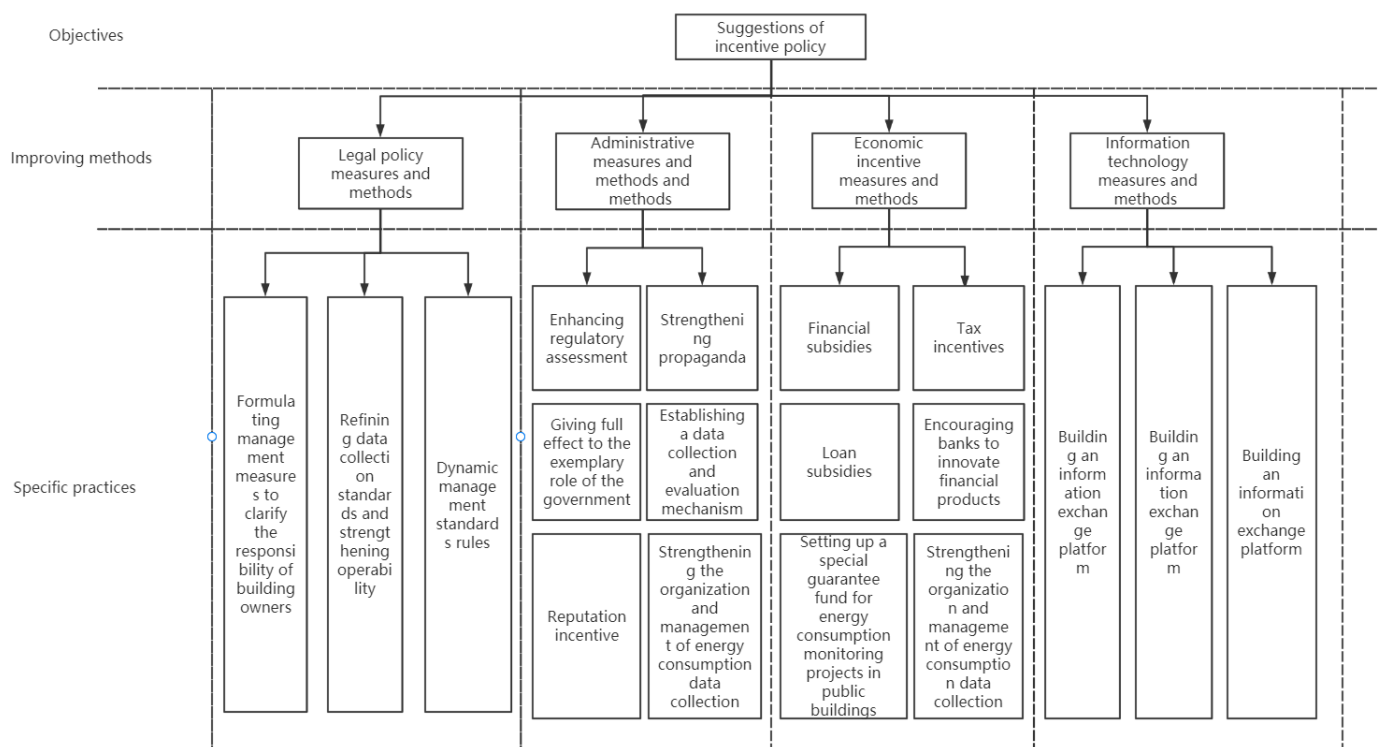 Objectives
Suggestions of
incentive policy
Improving methods
Legal policy
measures and
methods
Administrative
measures and
methods and
methods
Economic
incentive
measures and
methods
Information
technology
measures and
methods
Specific practices
Formula
ting
manage
ment
measure
s to
clarify
the
responsi
bility of
building
owners
Refinin
g data
collecti
on
standar
ds and
strengt
hening
operabi
lity
Dynamic
manage
ment
standard
s rules
Enhancing
regulatory
assessment
Strengtheni
ng
propaganda
Giving full
effect to the
exemplary
role of the
government
Establishing
a data
collection
and
evaluation
mechanism
Reputation
incentive
Strengthenin
g the
organization
and
managemen
t of energy
consumption
data
collection
Financial
subsidies
Tax
incentives
Loan
subsidies
Encouraging
banks to
innovate
financial
products
Setting up a
special
guarantee
fund for
energy
consumption
monitoring
projects in
public
buildings
Strengtheni
ng the
organizatio
n and
manageme
nt of energy
consumptio
n data
collection
Buildin
g an
inform
ation
exchan
ge
platfor
m
Buildin
g an
informa
tion
exchang
e
platfor
m
Building
an
informati
on
exchange
platform